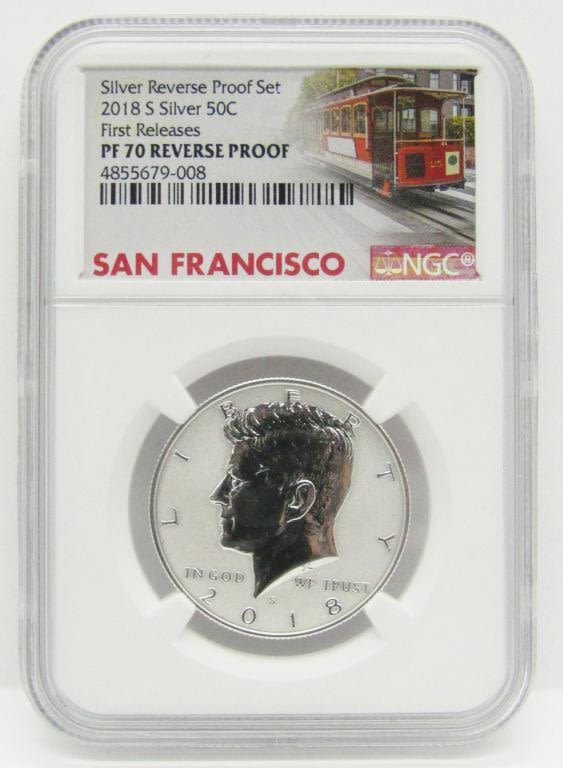 Silver Reverse Proof Set
2018 S Silver 50C
First Releases
PF 70 REVERSE PROOF
4855679-008
SAN FRANCISCO
NGC®
LIBERTY
IN GOD WE TRUST
S
2018